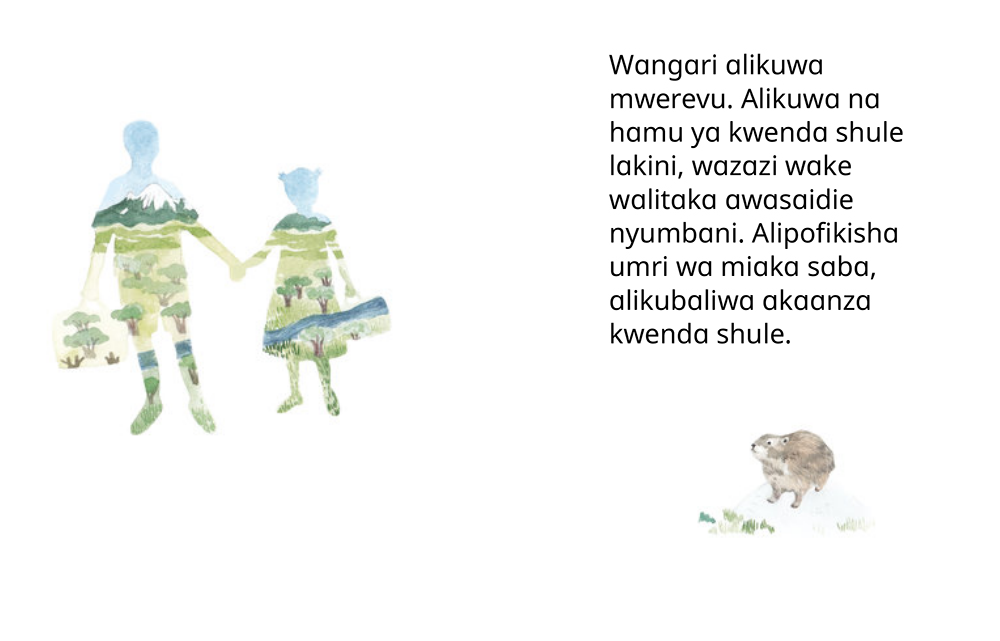 Wangari alikuwa
mwerevu. Alikuwa na
hamu ya kwenda shule
lakini, wazazi wake
walitaka awasaidie
nyumbani. Alipofikisha
umri wa miaka saba,
alikubaliwa akaanza
kwenda shule.